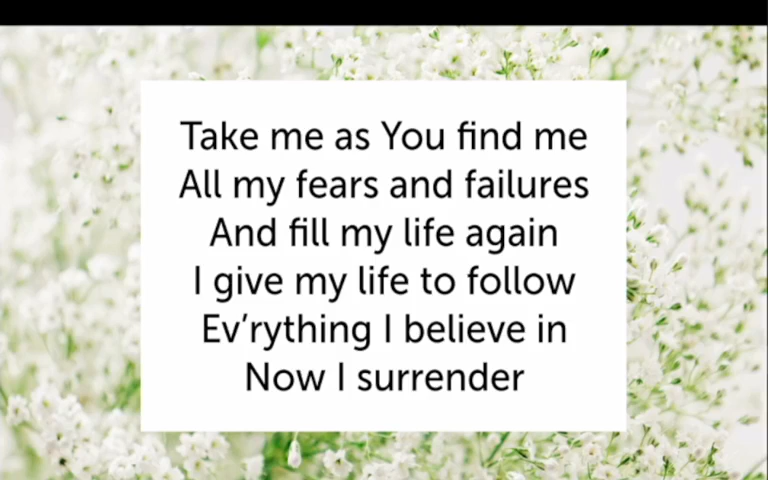 Take me as You find me
All my fears and failures
And fill my life again
I give my life to follow
Ev’rything I believe in
Now I surrender